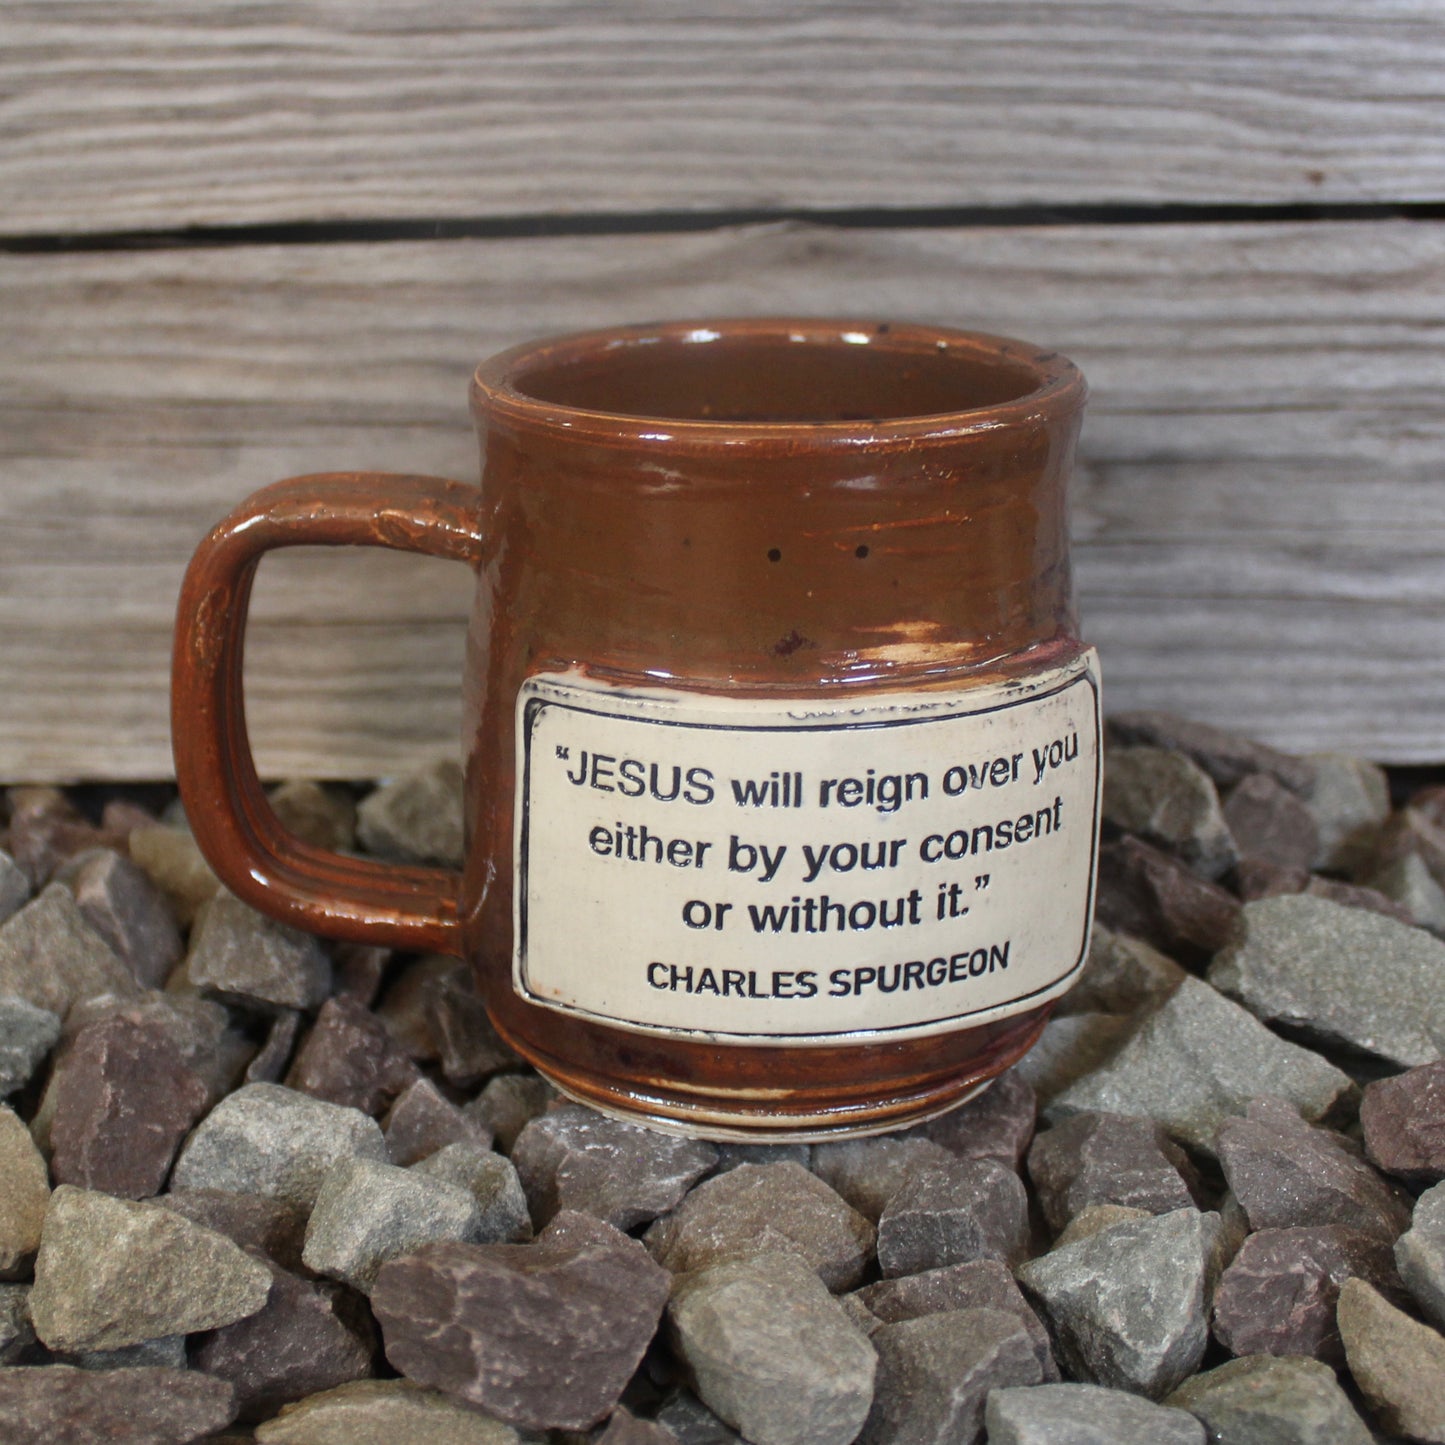 “JESUS will reign over you
either by your consent
or without it.”
CHARLES SPURGEON